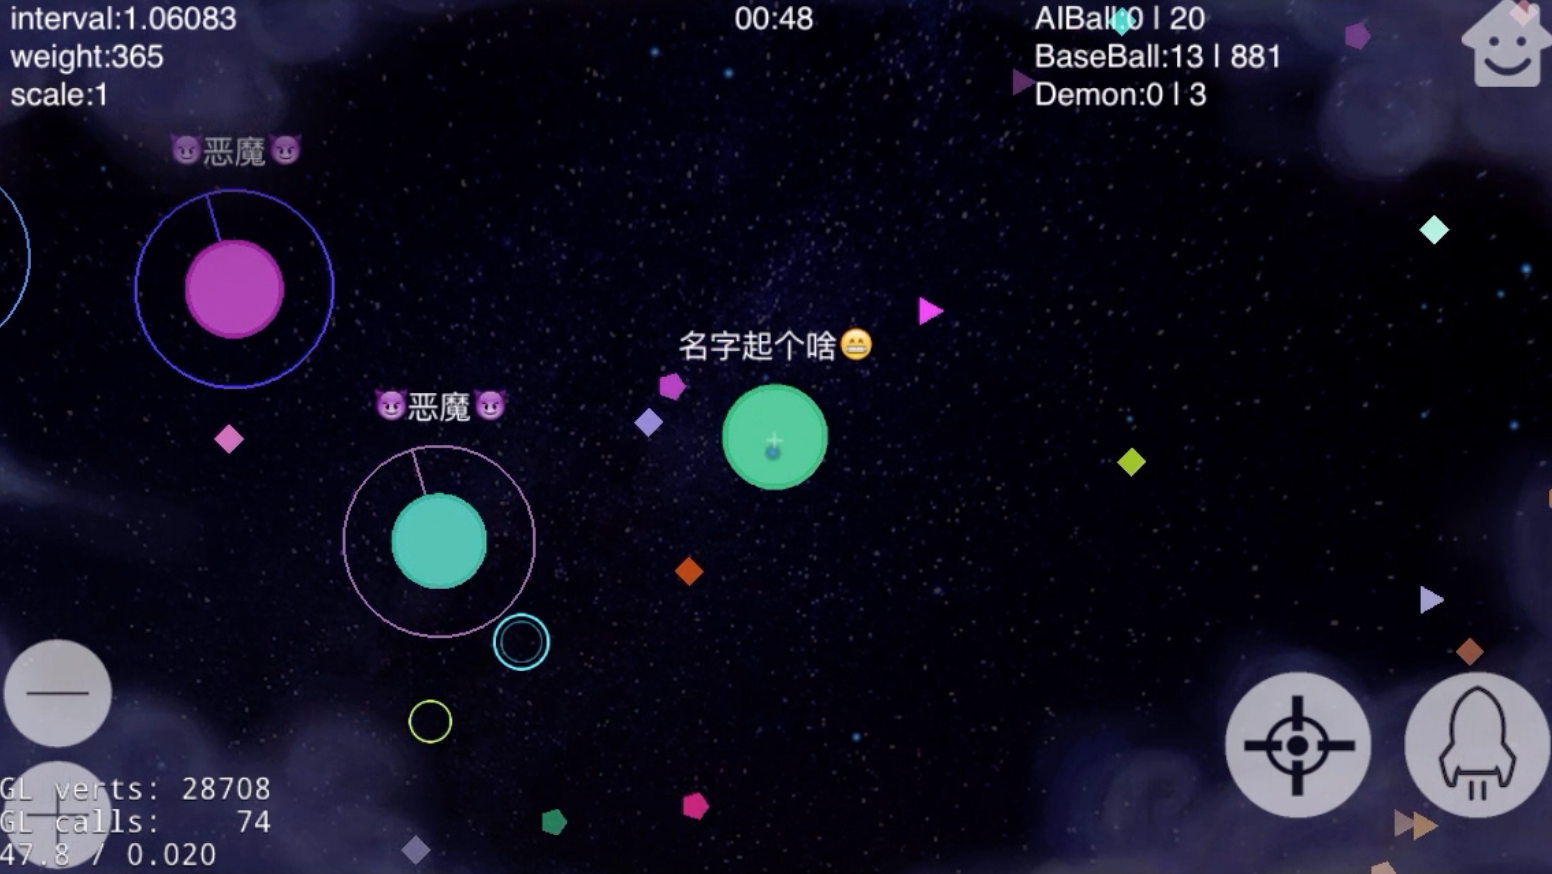 interval:1.06083
weight:365
scale:1
00:48
AIBall:0 | 20
BaseBall:13 | 881
Demon:0 | 3
😈恶魔😈
名字起个啥😁
😈恶魔😈
GL verts: 28708
GL calls: 74
47.8 / 0.020